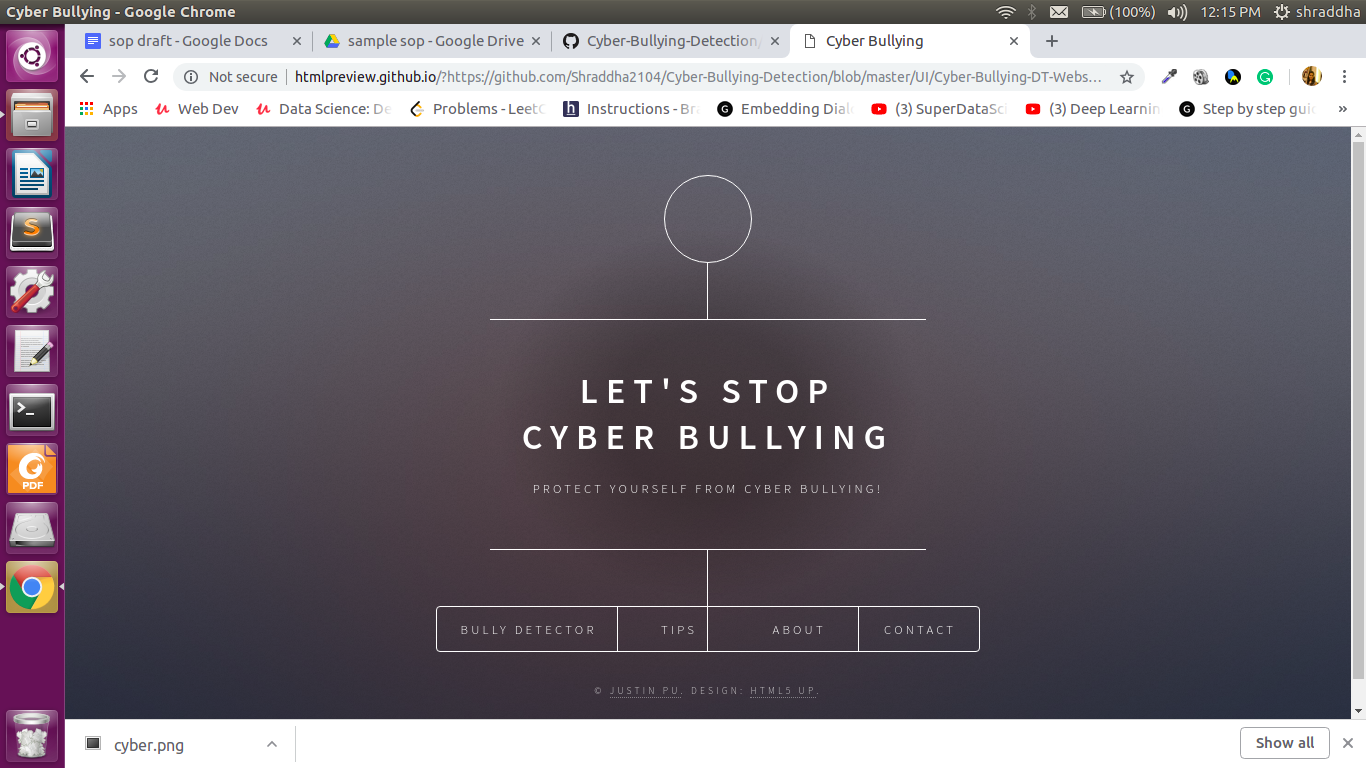 Cyber Bullying - Google Chrome
(100%)
12:15 PM
shraddha
sop draft - Google Docs
sample sop - Google Drive
Cyber-Bullying-Detection/
Cyber Bullying
Not secure
htmlpreview.github.io/?https://github.com/Shraddha2104/Cyber-Bullying-Detection/blob/master/UI/Cyber-Bullying-DT-Webs...
Apps
Web Dev
Data Science: De
Problems - LeetC
Instructions - Bra
Embedding Dialo
(3) SuperDataSci
(3) Deep Learnin
Step by step guid
LET'S STOP
CYBER BULLYING
PROTECT YOURSELF FROM CYBER BULLYING!
BULLY DETECTOR
TIPS
ABOUT
CONTACT
© JUSTIN PU. DESIGN: HTML5 UP.
PDF
cyber.png
Show all